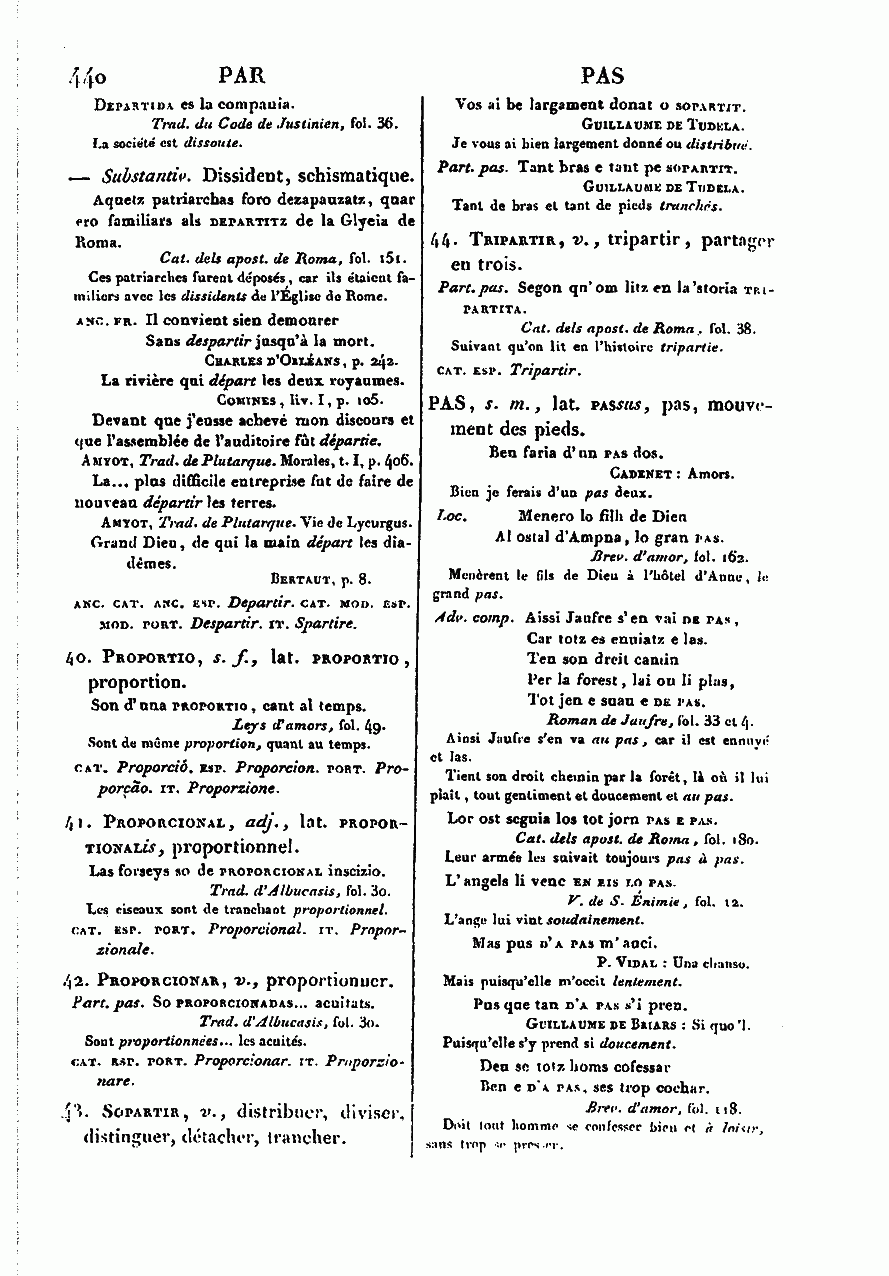 440 PAR PAS
DEPARTIDA es la compania.
Trad. du Code de Justinien, fol. 36.
La société est dissoute.
— Substantiv. Dissident, schismatique.
Aquetz patriarchas foro dezapauzatz, quar
ero familiars als DEPARTITZ de la Glyeia de
Roma.
Cat. dels apost. de Roma, fol. 151.
Ces patriarches furent déposés, car ils étaient fa-
miliers avec les dissidents de l'Église de Rome.
ANC. FR. Il convient sien demourer
Sans despartir jusqu'à la mort.
CHARLES D'ORLÉANS, p. 242.
La rivière qui départ les deux royaumes.
COMINES, liv. I, p. 105.
Devant que j'eusse achevé mon discours et
que l'assemblée de l'auditoire fût départie.
AMYOT, Trad. de Plutarque. Morales, t. I, p. 406.
La... plus difficile entreprise fut de faire de
nouveau départir les terres.
AMYOT, Trad. de Plutarque. Vie de Lycurgus.
Grand Dieu, de qui la main départ les dia-
dêmes.
BERTAUT, p. 8.
ANC. CAT. ANC. ESP. Departir. CAT. MOD. ESP.
MOD. PORT. Despartir. IT. Spartire.
40. PROPORTIO, s. f., lat. PROPORTIO,
proportion.
Son d'una PROPORTIO, cant al temps.
Leys d'amors, fol. 49.
Sont de même proportion, quant au temps.
CAT. Proporció. ESP. Proporcion. PORT. Pro-
porção. IT. Proporzione.
41. PROPORCIONAL, adj., lat. PROPOR-
TIONALis, proportionnel.
Las forseys so de PROPORCIONAL inscizio.
Trad. d'Albucasis, fol. 30.
Les ciseaux sont de tranchant proportionnel.
CAT. ESP. PORT. Proporcional. IT. Propor-
zionale.
42. PROPORCIONAR, v., proportionner.
Part. pas. So PROPORCIONADAS... acuitats.
Trad. d'Albucasis, fol. 30.
Sont proportionnées... les acuités.
CAT. ESP. PORT. Proporcionar. IT. Proporzio-
nare.
43. SOPARTIR, v., distribuer, diviser,
distinguer, détacher, trancher.
Vos ai be largament donat o SOPARTIT.
GUILLAUME DE TUDELA.
Je vous ai bien largement donné ou distribué.
Part. pas. Tant bras e tant pe SOPARTIT.
GUILLAUME DE TUDELA.
Tant de bras et tant de pieds tranchés.
44. TRIPARTIR, v., tripartir, partager
en trois.
Part. pas. Segon qu'om litz en la 'storia TRI-
PARTITA.
Cat. dels apost. de Roma, fol. 38.
Suivant qu'on lit en l'histoire tripartie.
CAT. ESP. Tripartir.
PAS, s. m., lat. PASsus, pas, mouve-
ment des pieds.
Ben faria d'un PAS dos.
CADENET : Amors.
Bien je ferais d'un pas deux.
Loc. Menero lo filh de Dieu
Al ostal d'Ampna, lo gran PAS.
Brev. d'amor, fol. 162.
Menèrent le fils de Dieu à l'hôtel d'Anne, le
grand pas.
Adv. comp. Aissi Jaufre s'en vai DE PAS,
Car totz es enuiatz e las.
Ten son dreit camin
Per la forest, lai on li plas,
Tot jen e suau e DE PAS.
Roman de Jaufre, fol. 33 et 4.
Ainsi Jaufre s'en va au pas, car il est ennuyé
et las.
Tient son droit chemin par la forêt, là où il lui
plait, tout gentiment et doucement et au pas.
Lor ost seguia los tot jorn PAS E PAS.
Cat. dels apost. de Roma, fol. 180.
Leur armée les suivait toujours pas à pas.
L'angels li venc EN EIS LO PAS.
V. de S. Énimie, fol. 12.
L'ange lui vint soudainement.
Mas pus D'A PAS m'auci.
P. VIDAL : Una chanso.
Mais puisqu'elle m'occit lentement.
Pus que tan D'A PAS s'i pren.
GUILLAUME DE BRIARS : Si quo'l.
Puisqu'elle s'y prend si doucement.
Deu se totz homs cofessar
Ben e D'A PAS, ses trop cochar.
Brev. d'amor, fol. 118.
Doit tout homme se confesser bien et à loisir,
sans trop se presser.